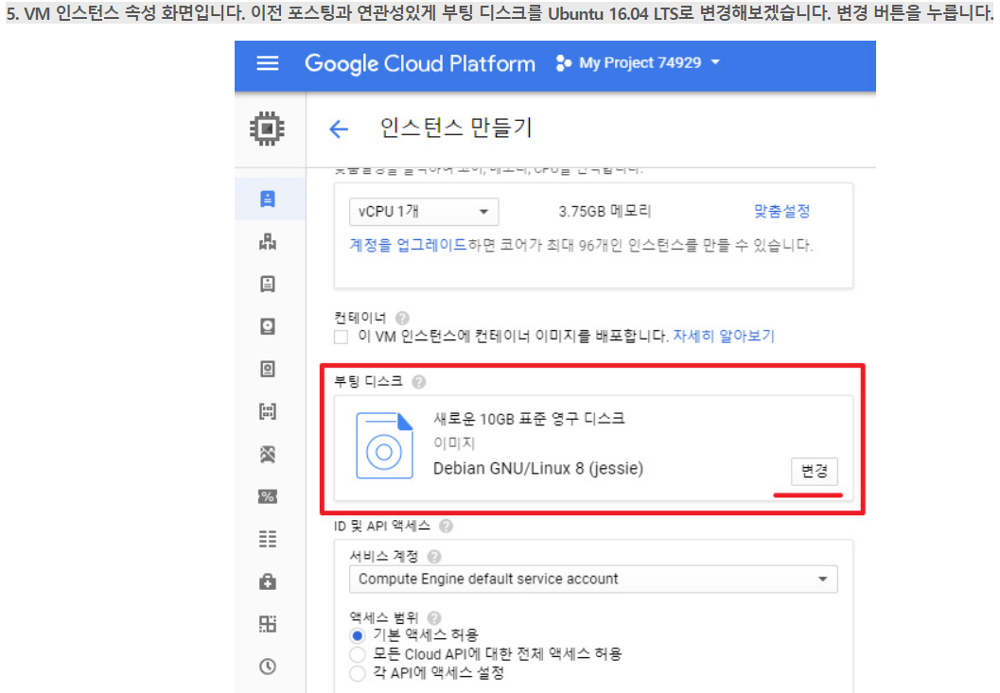 5. VM 인스턴스 속성 화면입니다. 이전 포스팅과 연관성있게 부팅 디스크를 Ubuntu 16.04 LTS로 변경해보겠습니다. 변경 버튼을 누릅니다.
Google Cloud Platform My Project 74929
인스턴스 만들기
vCPU 1개 3.75GB 메모리 맞춤설정
계정을 업그레이드하면 코어가 최대 96개인 인스턴스를 만들 수 있습니다.
컨테이너
이 VM 인스턴스에 컨테이너 이미지를 배포합니다. 자세히 알아보기
부팅 디스크
새로운 10GB 표준 영구 디스크
이미지
Debian GNU/Linux 8 (jessie)
변경
ID 및 API 액세스
서비스 계정
Compute Engine default service account
액세스 범위
기본 액세스 허용
모든 Cloud API에 대한 전체 액세스 허용
각 API에 액세스 설정